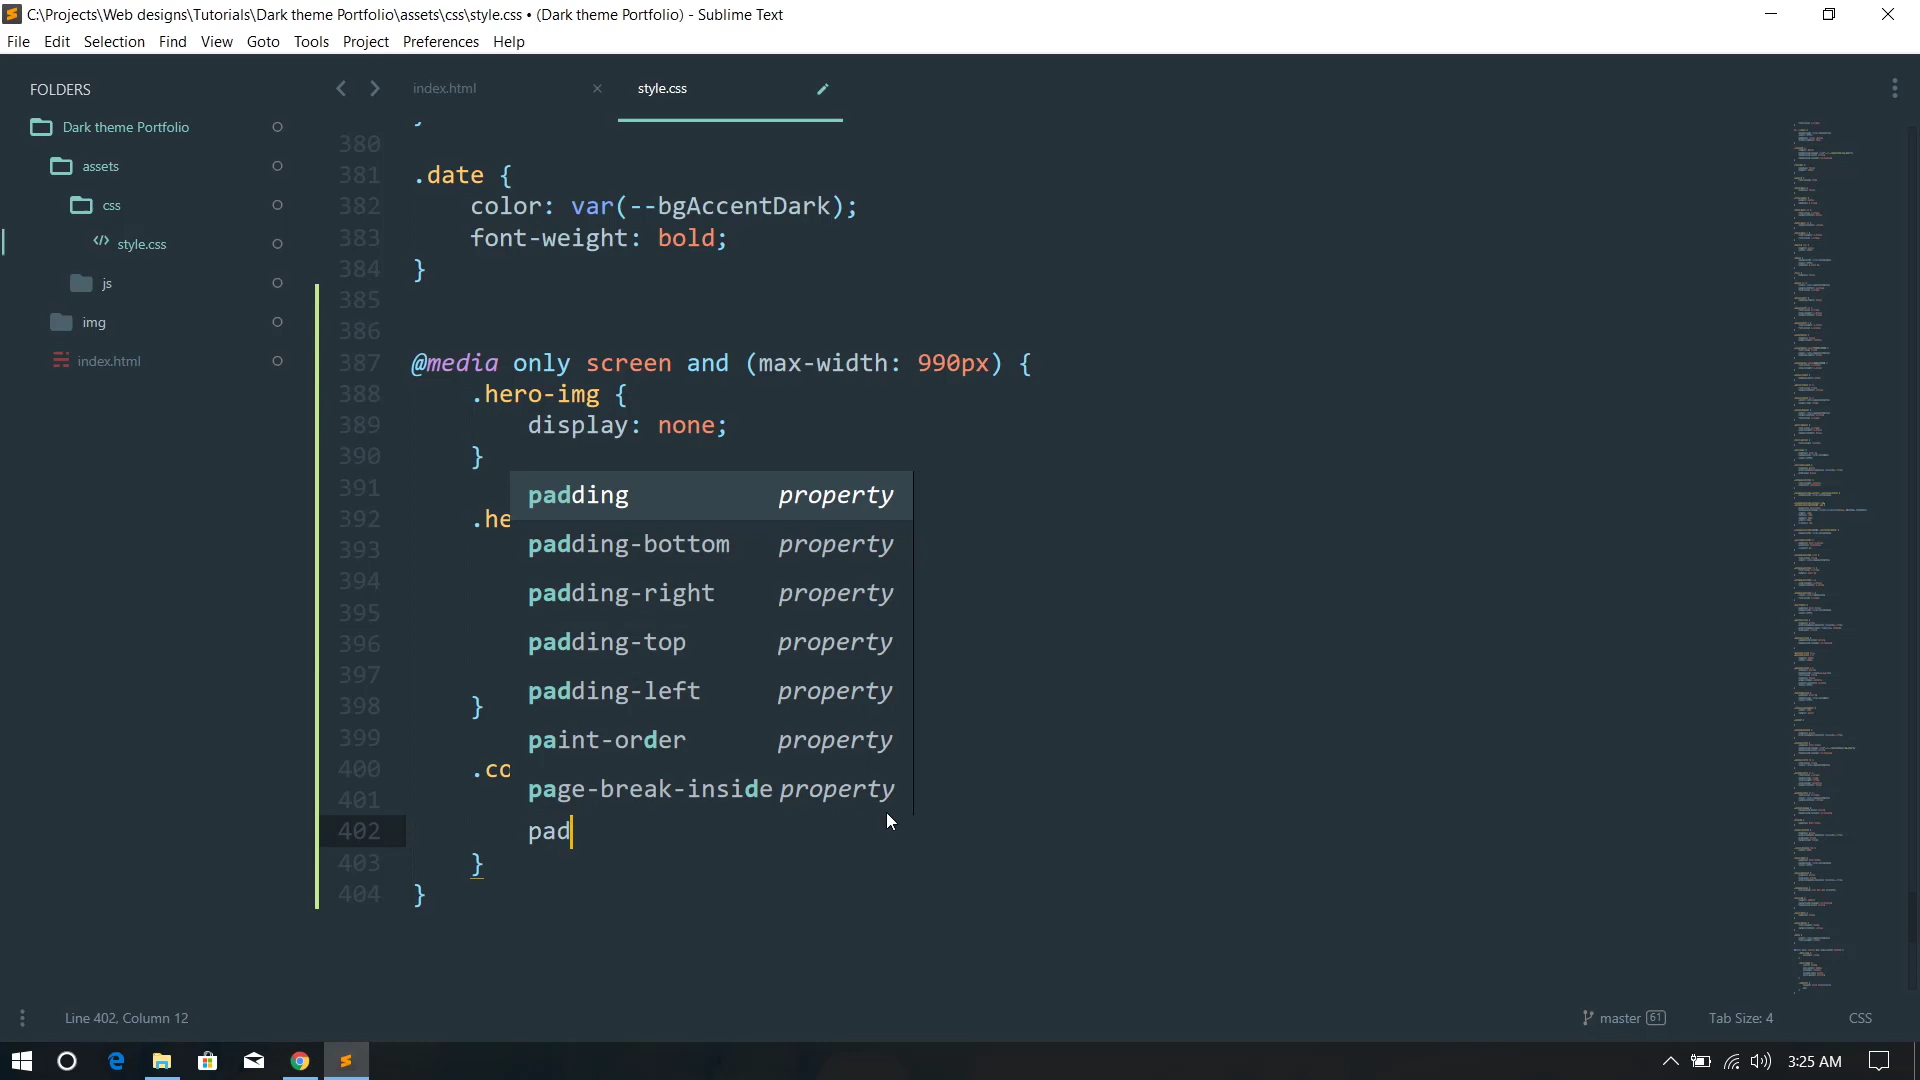 C:\Projects\Web designs\Tutorials\Dark theme Portfolio\assets\css\style.css • (Dark theme Portfolio) - Sublime Text
File Edit Selection Find View Goto Tools Project Preferences Help
FOLDERS
Dark theme Portfolio
assets
css
style.css
js
img
index.html
index.html
style.css
380
381 .date {
382 color: var(--bgAccentDark);
383 font-weight: bold;
384 }
385
386
387 @media only screen and (max-width: 990px) {
388 .hero-img {
389 display: none;
390 }
391
392 .he
393
394
395
396
397
398 }
399
400 .co
401
402 pad
403 }
404 }
padding property
padding-bottom property
padding-right property
padding-top property
padding-left property
paint-order property
page-break-inside property
Line 402, Column 12
master 61
Tab Size: 4
CSS
3:25 AM